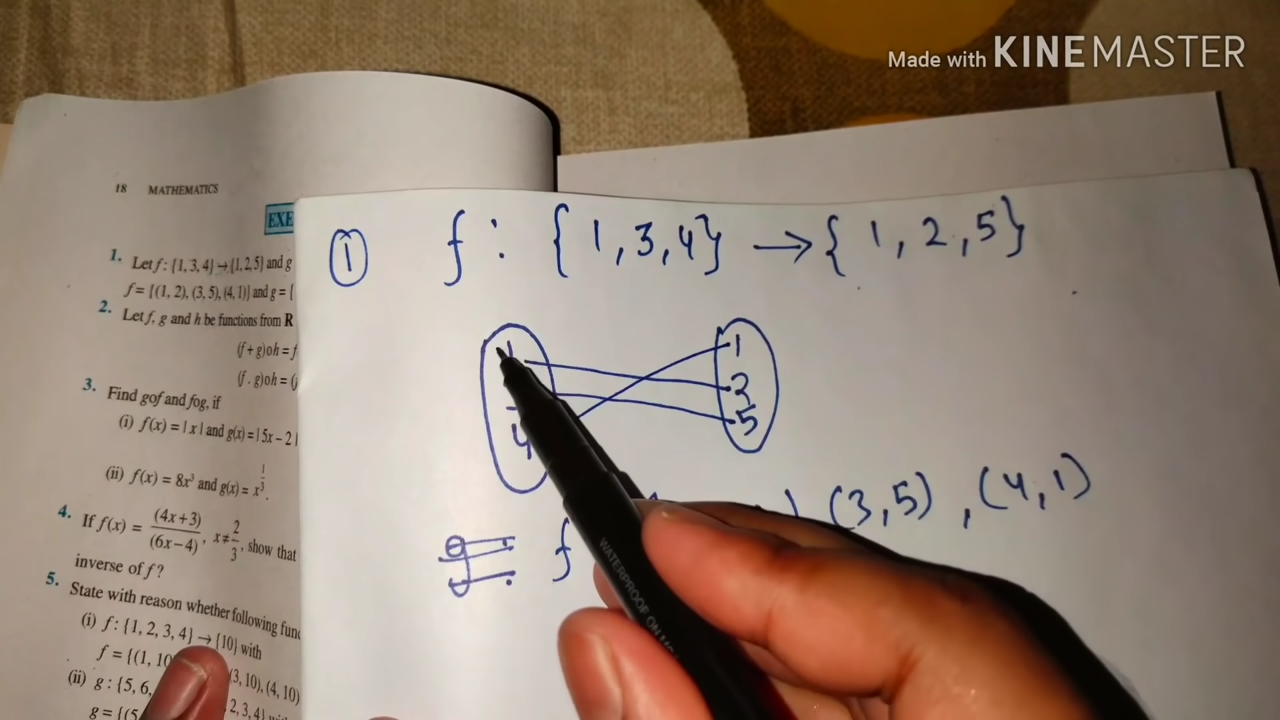 Made with KINEMASTER
18 MATHEMATICS
EXE
1. Let f : {1, 3, 4} → {1, 2, 5} and g
f = {(1, 2), (3, 5), (4, 1)} and g = {
2. Let f, g and h be functions from R
(f + g)oh = f
(f . g)oh = (
3. Find gof and fog, if
(i) f(x) = | x | and g(x) = | 5x – 2 |
(ii) f(x) = 8x³ and g(x) = x^(1/3).
4. If f(x) = (4x+3)/(6x–4), x ≠ 2/3, show that
inverse of f?
5. State with reason whether following func
(i) f : {1, 2, 3, 4} → {10} with
f = {(1, 10 (3, 10), (4, 10)
(ii) g : {5, 6, 2, 3, 4}
g = {(5
① f : {1, 3, 4} → {1, 2, 5}
1 1
2
4 5
f ) (3, 5), (4, 1)